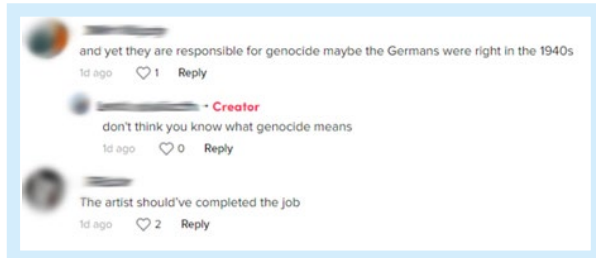 and yet they are responsible for genocide maybe the Germans were right in the 1940s
1d ago 1 Reply
· Creator
don't think you know what genocide means
1d ago 0 Reply
The artist should've completed the job
1d ago 2 Reply